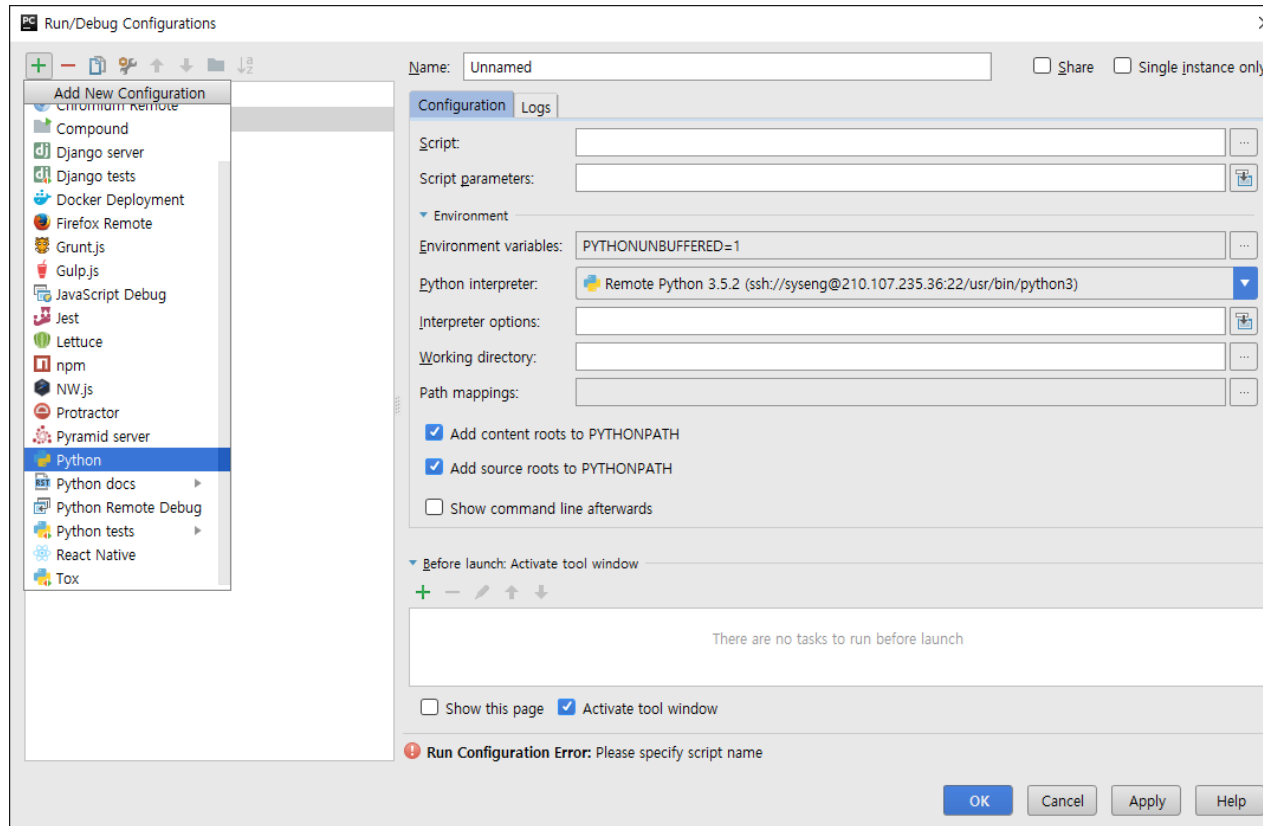 PC Run/Debug Configurations
Add New Configuration
Chromium Remote
Compound
dj Django server
dj Django tests
Docker Deployment
Firefox Remote
Grunt.js
Gulp.js
JavaScript Debug
Jest
Lettuce
npm
NW.js
Protractor
Pyramid server
Python
RST Python docs
Python Remote Debug
Python tests
React Native
Tox
Name: Unnamed
Share
Single instance only
Configuration Logs
Script:
Script parameters:
Environment
Environment variables: PYTHONUNBUFFERED=1
Python interpreter: Remote Python 3.5.2 (ssh://syseng@210.107.235.36:22/usr/bin/python3)
Interpreter options:
Working directory:
Path mappings:
Add content roots to PYTHONPATH
Add source roots to PYTHONPATH
Show command line afterwards
Before launch: Activate tool window
There are no tasks to run before launch
Show this page Activate tool window
Run Configuration Error: Please specify script name
OK Cancel Apply Help